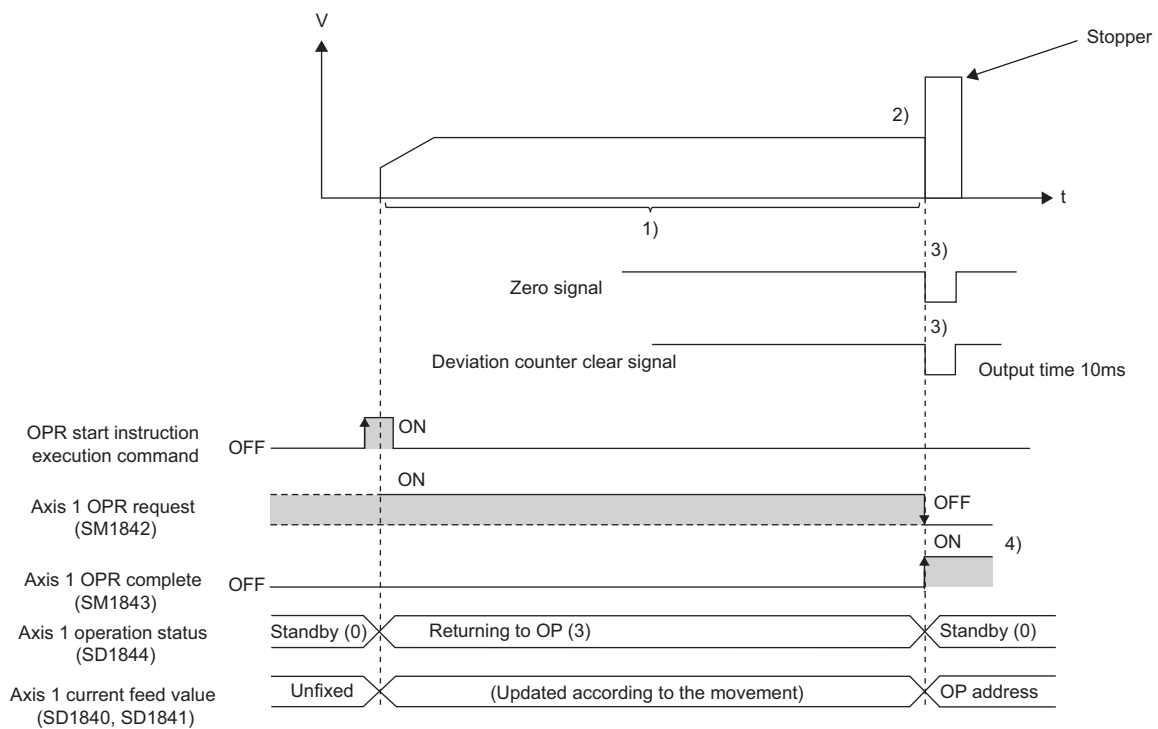 V
Stopper
2)
t
1)
3)
Zero signal
3)
Deviation counter clear signal
Output time 10ms
OPR start instruction
execution command
OFF
ON
ON
Axis 1 OPR request
(SM1842)
OFF
ON
4)
Axis 1 OPR complete
(SM1843)
OFF
Axis 1 operation status
(SD1844)
Standby (0)
Returning to OP (3)
Standby (0)
Axis 1 current feed value
(SD1840, SD1841)
Unfixed
(Updated according to the movement)
OP address